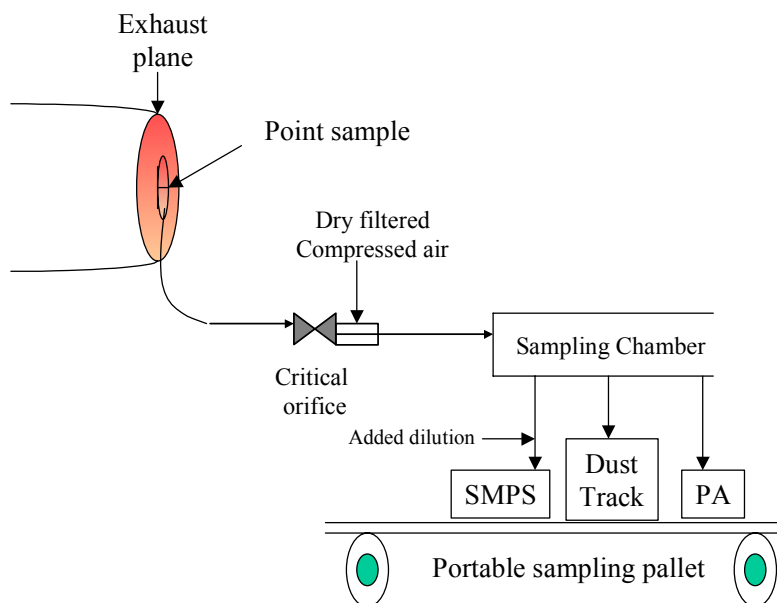 Exhaust
plane
Point sample
Dry filtered
Compressed air
Critical
orifice
Sampling Chamber
Added dilution
SMPS
Dust
Track
PA
Portable sampling pallet